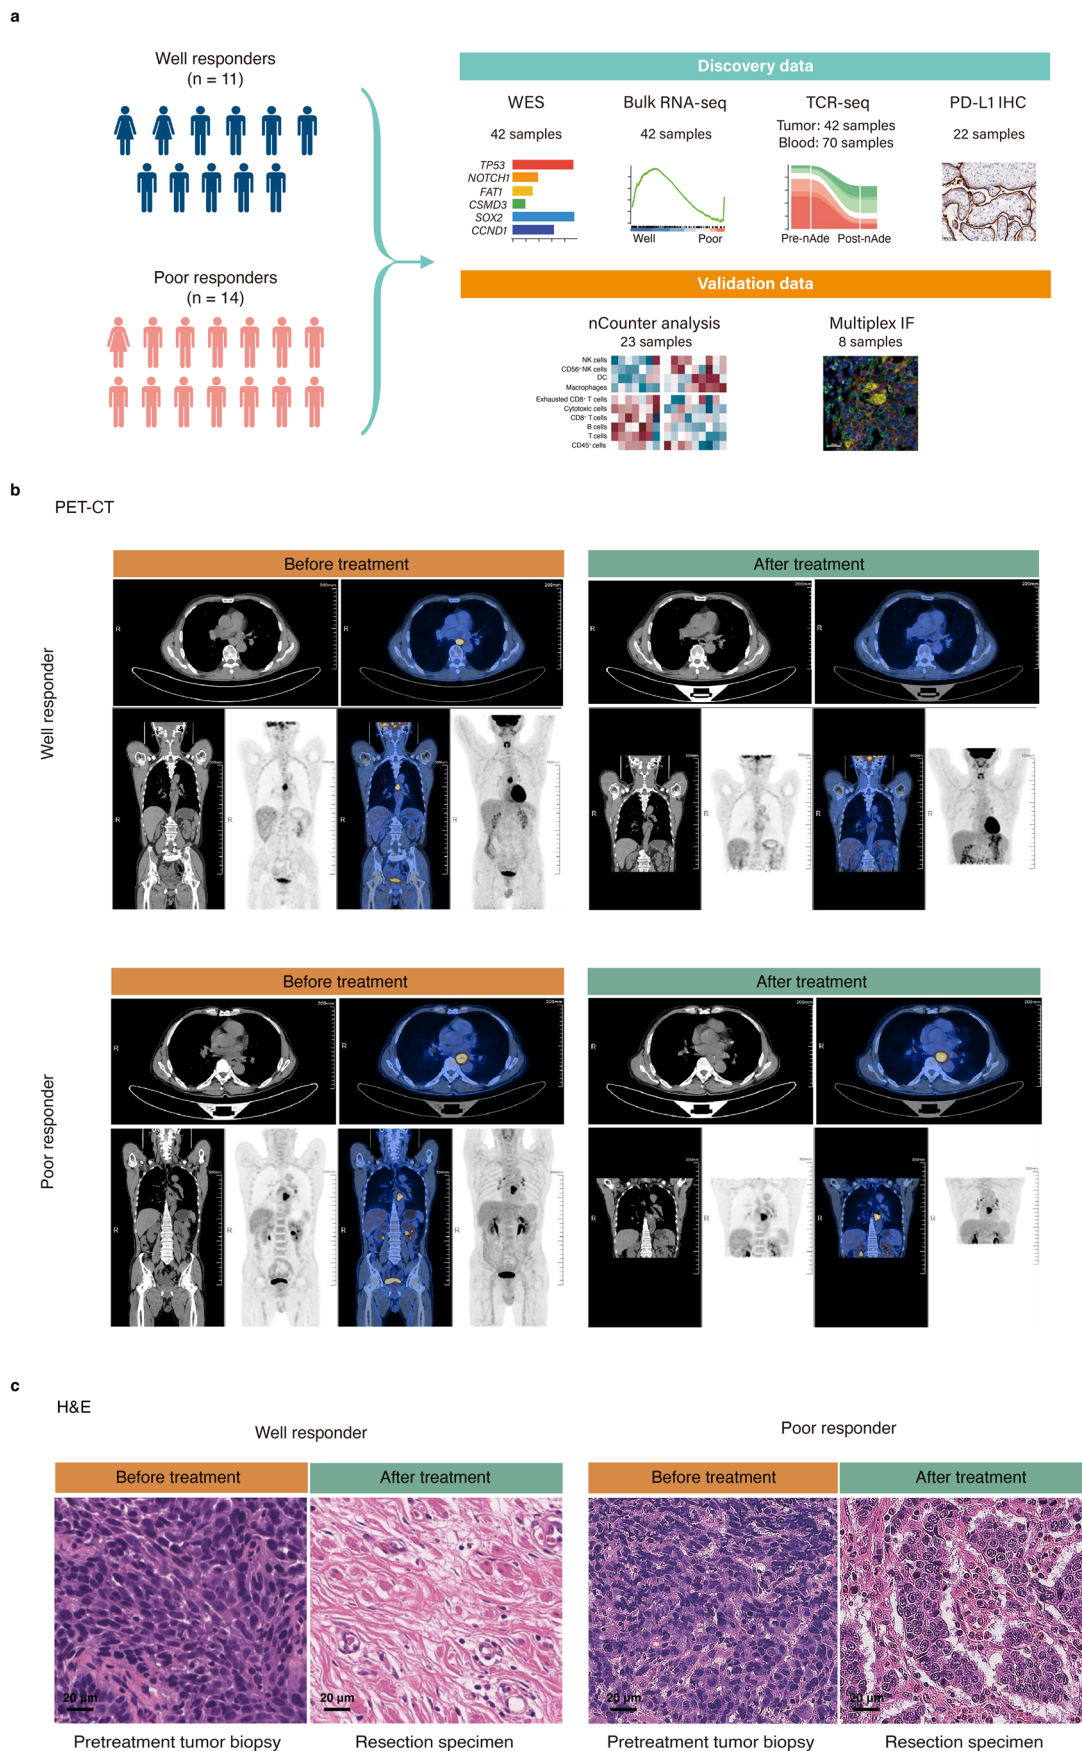 a
Well responders
(n = 11)
Poor responders
(n = 14)
Discovery data
WES
42 samples
TP53
NOTCH1
FAT1
CSMD3
SOX2
CCND1
Bulk RNA-seq
42 samples
Well Poor
TCR-seq
Tumor: 42 samples
Blood: 70 samples
Pre-nAde Post-nAde
PD-L1 IHC
22 samples
Validation data
nCounter analysis
23 samples
NK cells
CD56⁺ NK cells
DC
Macrophages
Exhausted CD8⁺ T cells
Cytotoxic cells
CD8⁺ T cells
B cells
T cells
CD45⁺ cells
Multiplex IF
8 samples
b
PET-CT
Well responder
Before treatment
After treatment
R
R
R
R
R
R
R
R
Poor responder
Before treatment
After treatment
R
R
R
R
R
R
R
R
c
H&E
Well responder
Poor responder
Before treatment
After treatment
Before treatment
After treatment
20 µm
20 µm
20 µm
20 µm
Pretreatment tumor biopsy
Resection specimen
Pretreatment tumor biopsy
Resection specimen